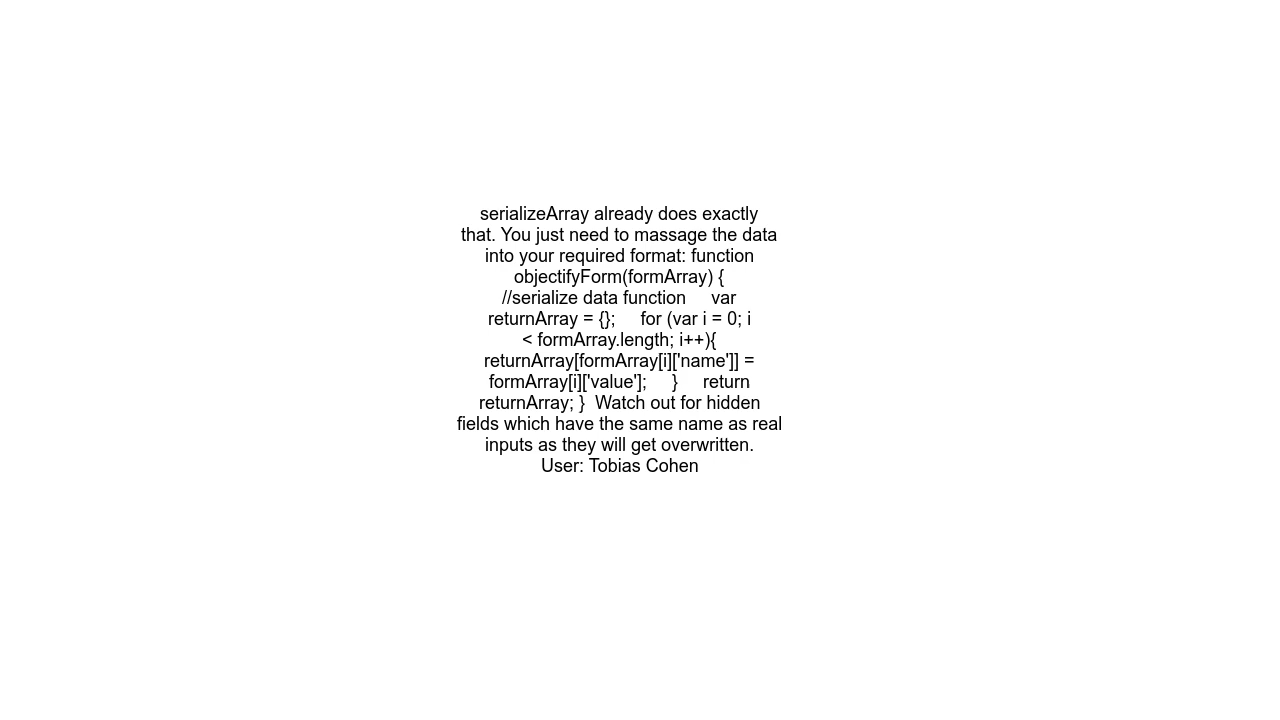 serializeArray already does exactly
that. You just need to massage the data
into your required format: function
objectifyForm(formArray) {
//serialize data function     var
returnArray = {};     for (var i = 0; i
< formArray.length; i++){
returnArray[formArray[i]['name']] =
formArray[i]['value'];     }     return
returnArray; }  Watch out for hidden
fields which have the same name as real
inputs as they will get overwritten.
User: Tobias Cohen